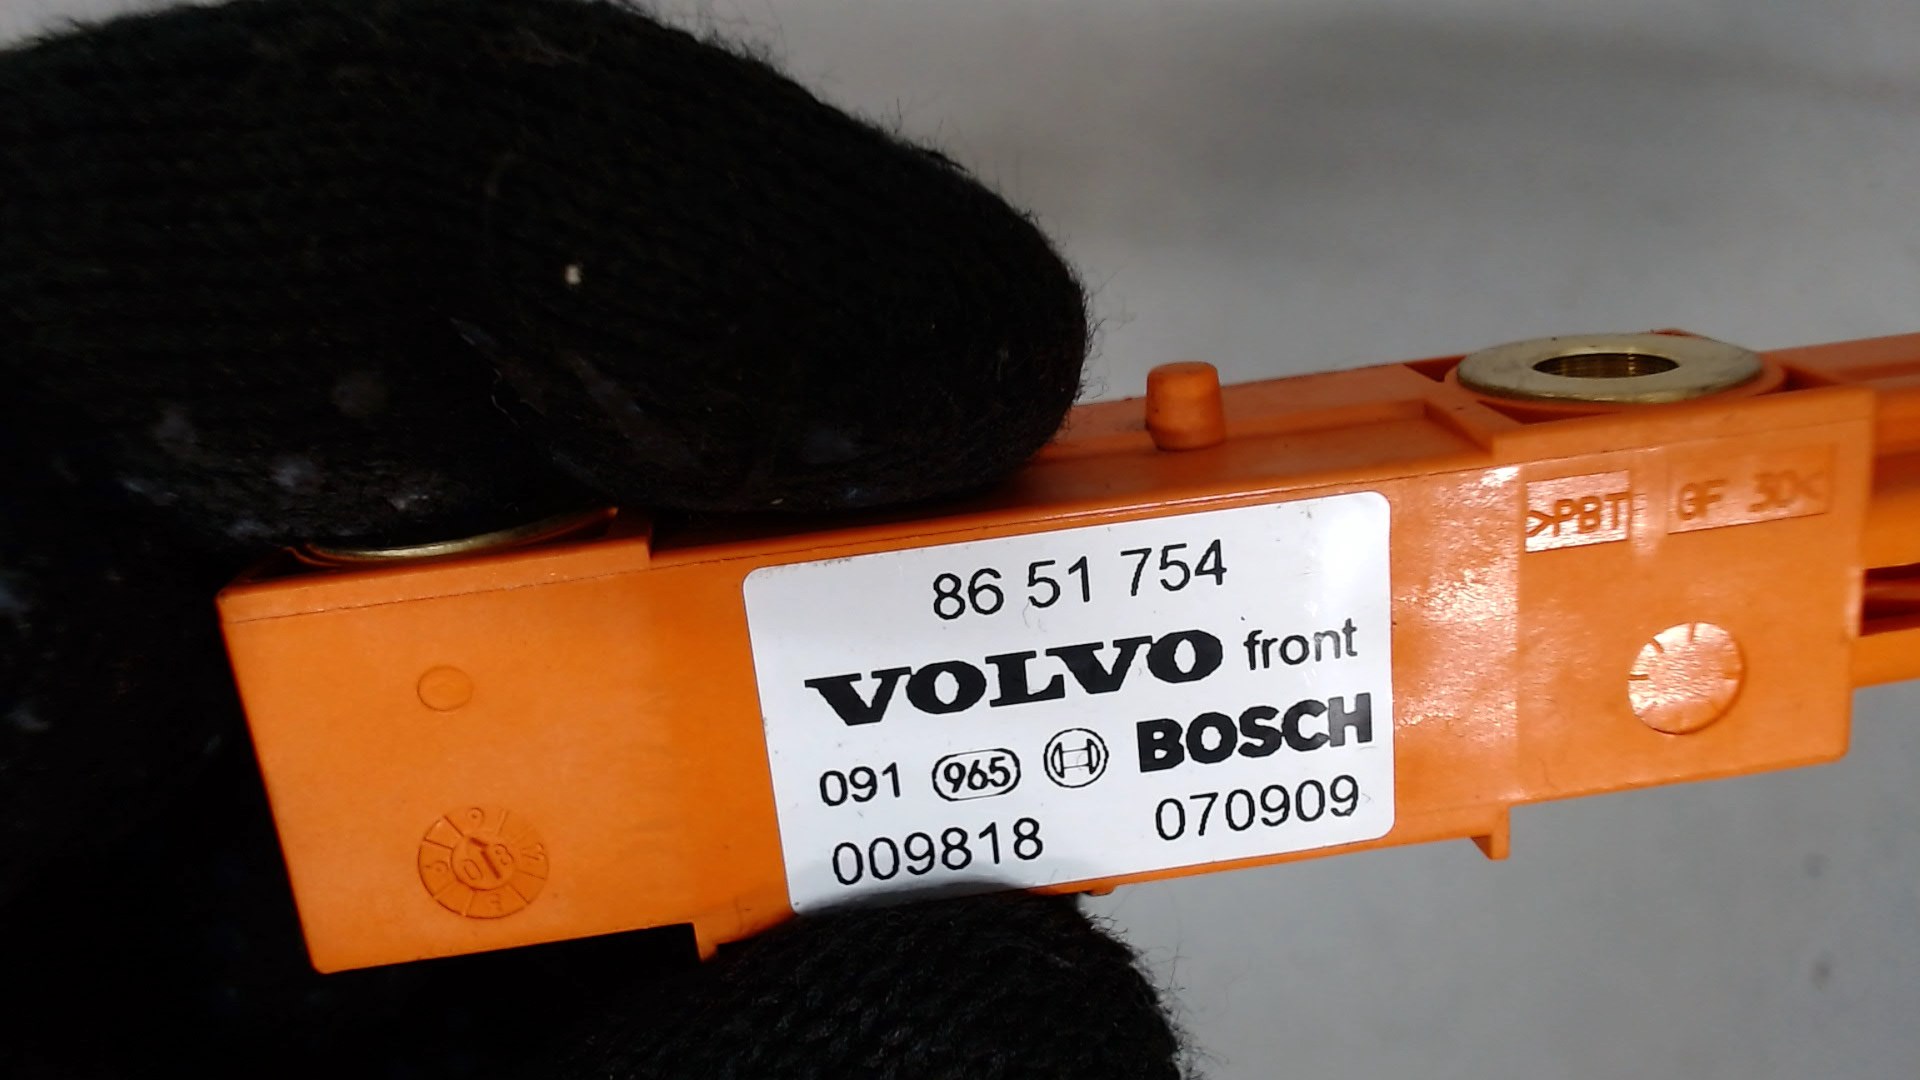 86 51 754
VOLVO front
091 965 BOSCH
009818 070909
>PBT GF 30<